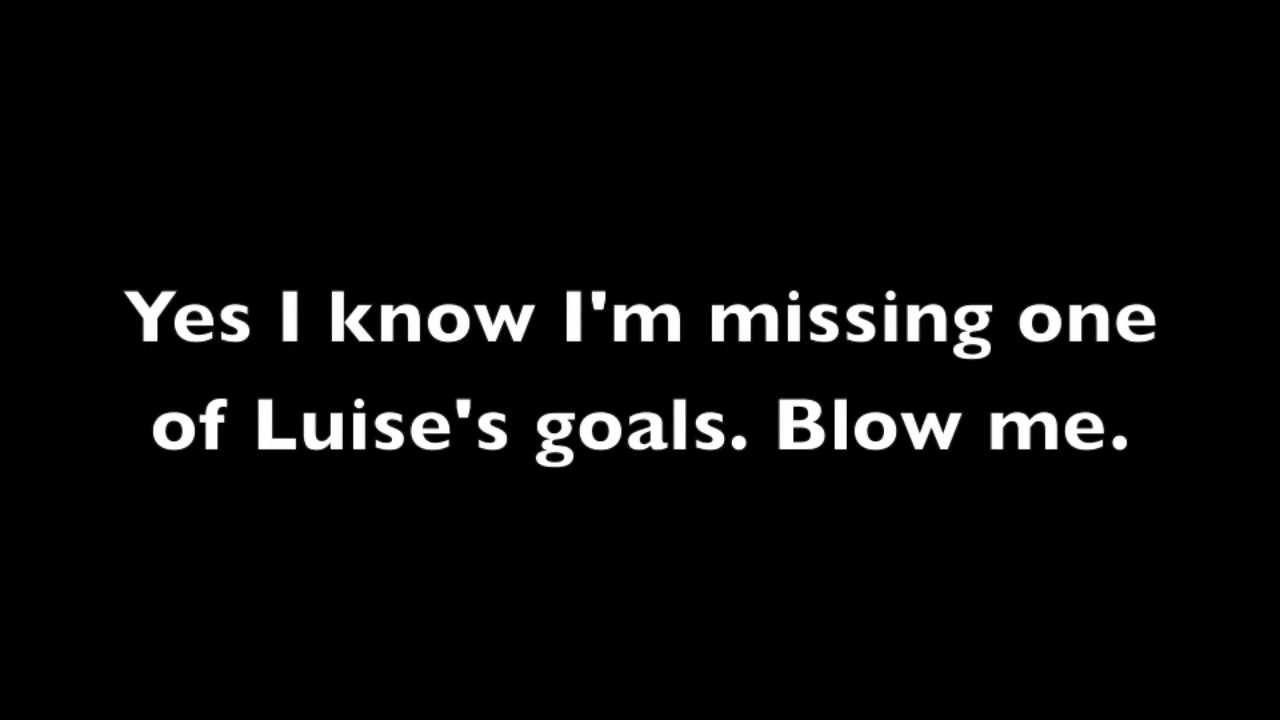 Yes I know I'm missing one
of Luise's goals. Blow me.